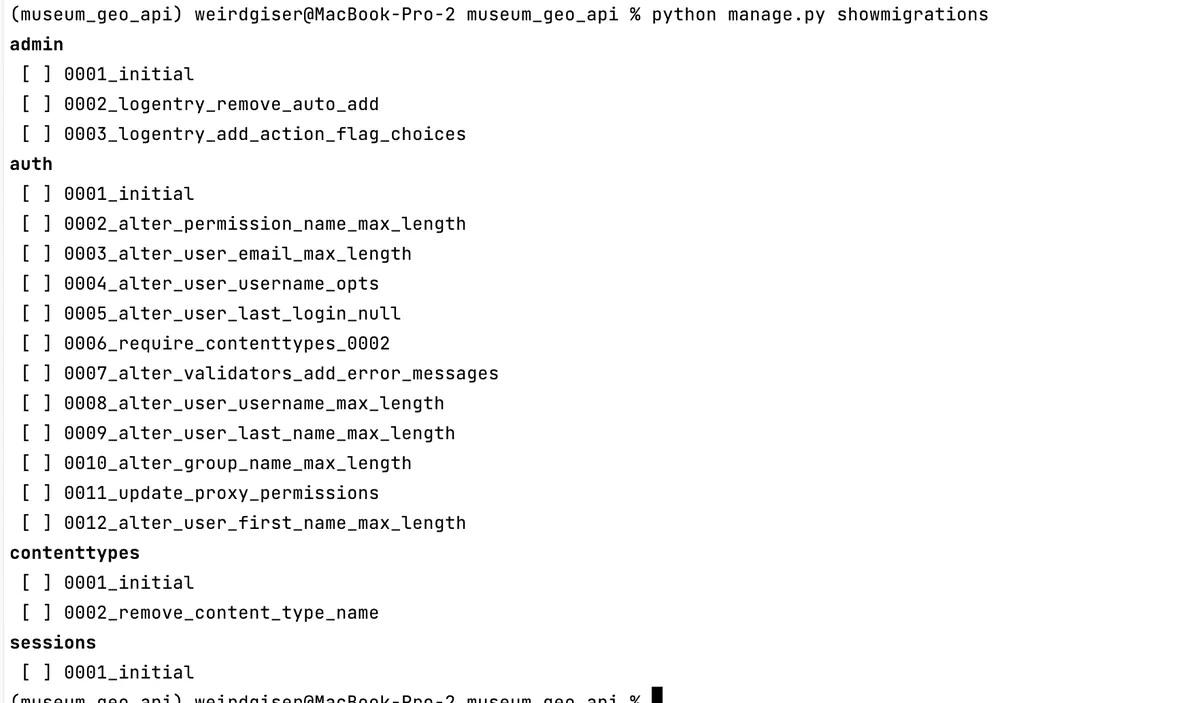 (museum_geo_api) weirdgiser@MacBook-Pro-2 museum_geo_api % python manage.py showmigrations
admin
[ ] 0001_initial
[ ] 0002_logentry_remove_auto_add
[ ] 0003_logentry_add_action_flag_choices
auth
[ ] 0001_initial
[ ] 0002_alter_permission_name_max_length
[ ] 0003_alter_user_email_max_length
[ ] 0004_alter_user_username_opts
[ ] 0005_alter_user_last_login_null
[ ] 0006_require_contenttypes_0002
[ ] 0007_alter_validators_add_error_messages
[ ] 0008_alter_user_username_max_length
[ ] 0009_alter_user_last_name_max_length
[ ] 0010_alter_group_name_max_length
[ ] 0011_update_proxy_permissions
[ ] 0012_alter_user_first_name_max_length
contenttypes
[ ] 0001_initial
[ ] 0002_remove_content_type_name
sessions
[ ] 0001_initial
(museum_geo_api) weirdgiser@MacBook-Pro-2 museum_geo_api %